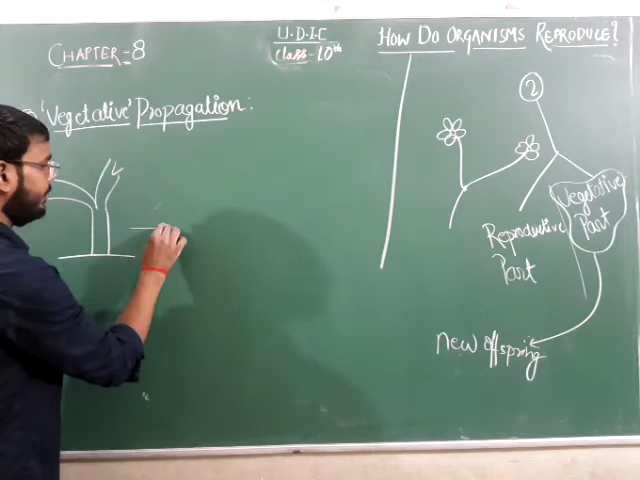 U.D.I.C
Class-10th
HOW DO ORGANISMS REPRODUCE?
CHAPTER-8
'Vegetative' Propagation:
2
Vegetative
Part
Reproductive
Part
New offspring